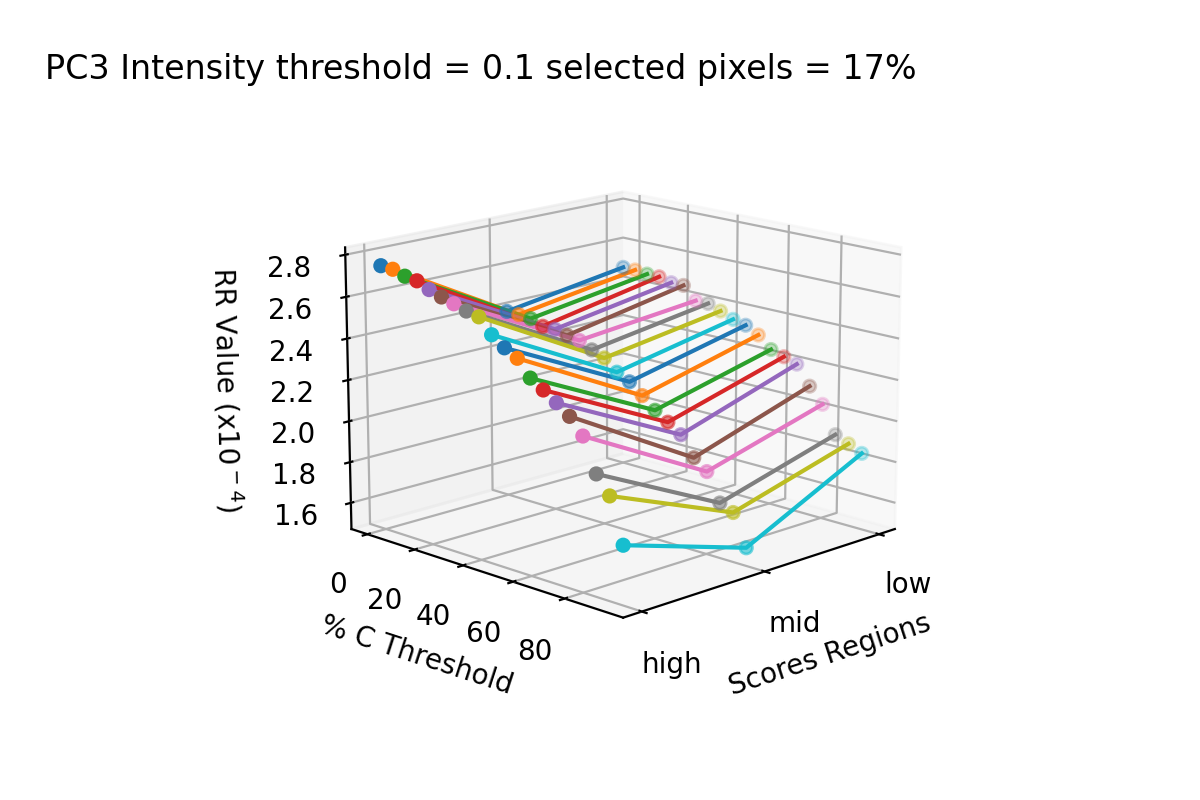 PC3 Intensity threshold = 0.1 selected pixels = 17%
2.8
2.6
2.4
2.2
2.0
1.8
1.6
RR Value (x10⁻⁴)
0
20
40
60
80
% C Threshold
high
mid
low
Scores Regions